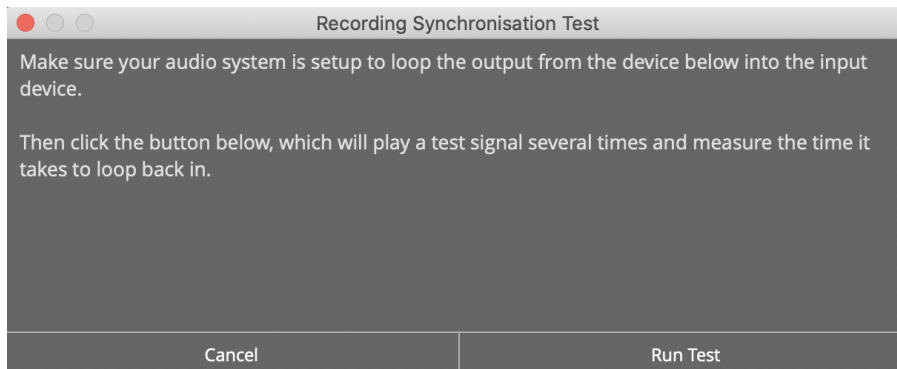 Recording Synchronisation Test
Make sure your audio system is setup to loop the output from the device below into the input
device.
Then click the button below, which will play a test signal several times and measure the time it
takes to loop back in.
Cancel
Run Test